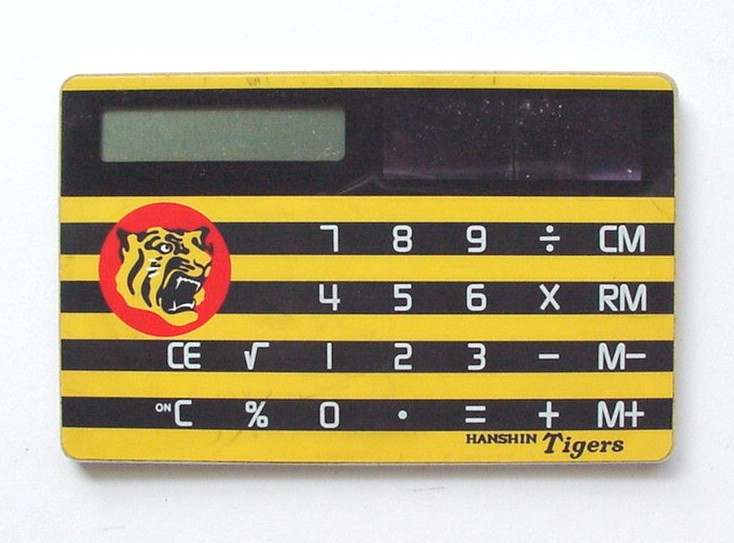 7 8 9 ÷ CM
4 5 6 X RM
CE √ 1 2 3 − M−
ON C % 0 · = + M+
HANSHIN Tigers